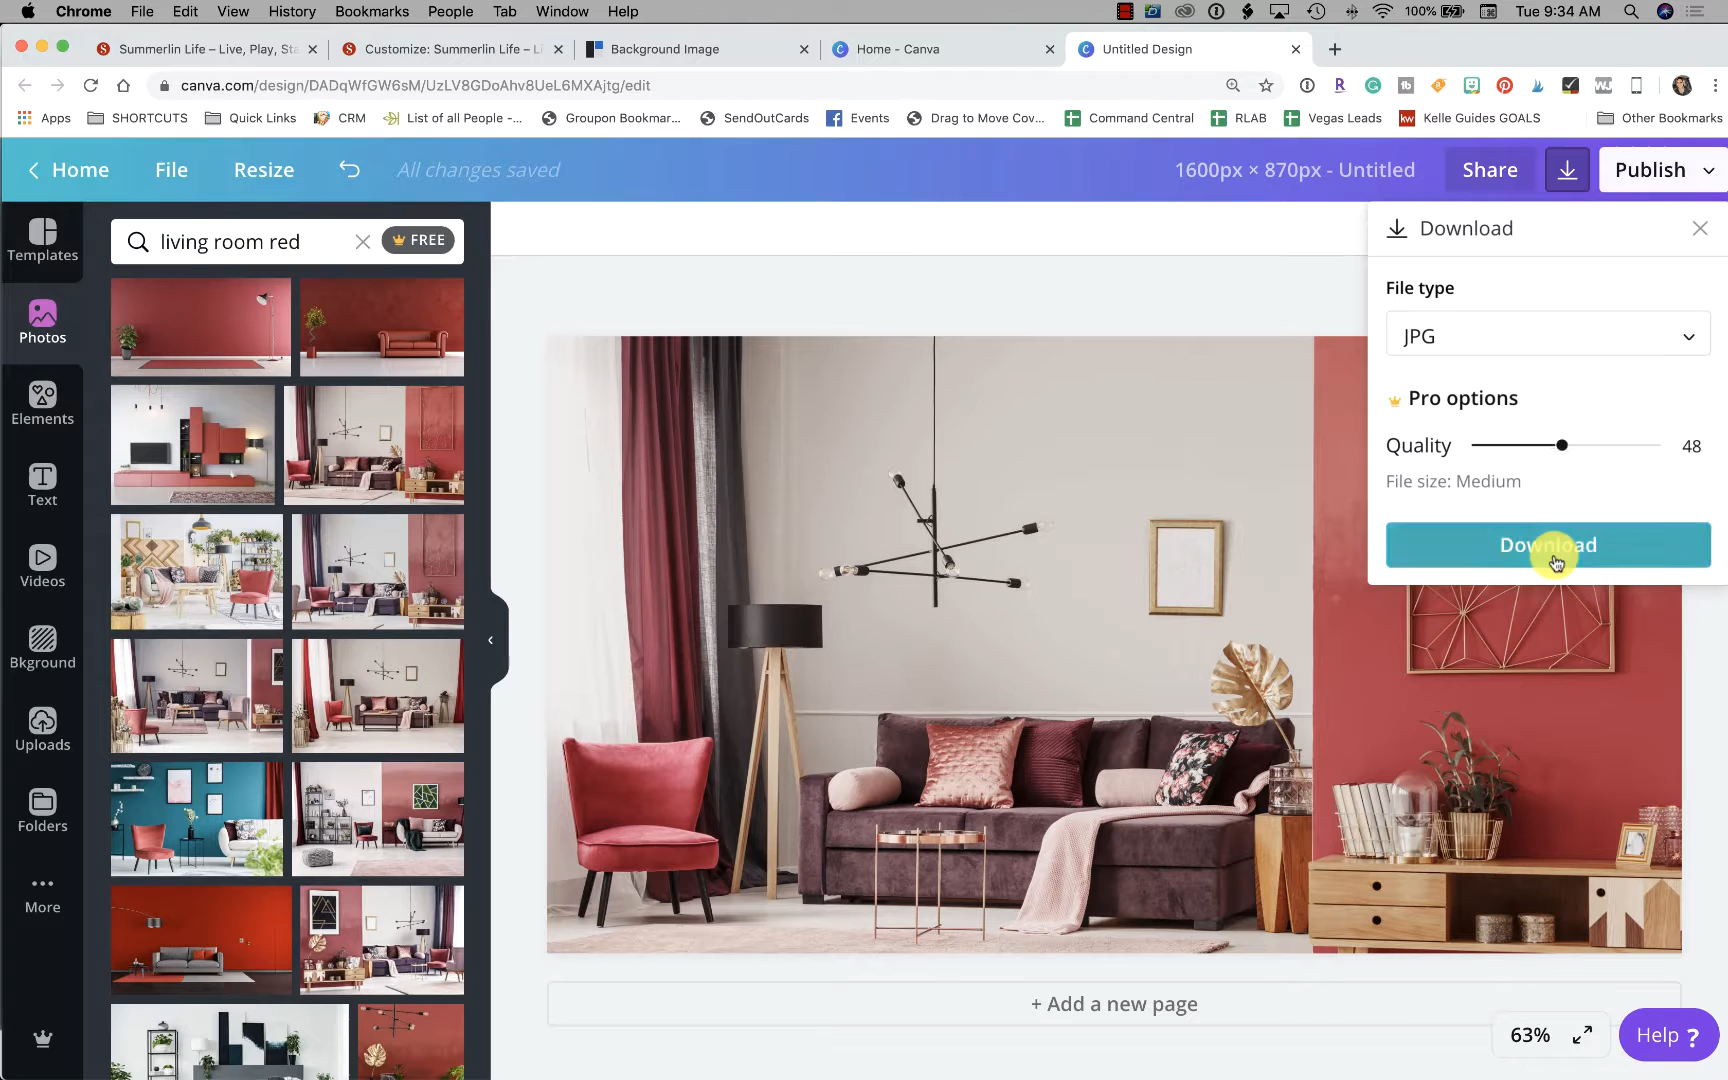 Chrome File Edit View History Bookmarks People Tab Window Help 100% Tue 9:34 AM
Summerlin Life – Live, Play, Sta
Customize: Summerlin Life – Li
Background Image
Home - Canva
Untitled Design
canva.com/design/DADqWfGW6sM/UzLV8GDoAhv8UeL6MXAjtg/edit
Apps SHORTCUTS Quick Links CRM List of all People -... Groupon Bookmar... SendOutCards Events Drag to Move Cov... Command Central RLAB Vegas Leads kw Kelle Guides GOALS Other Bookmarks
Home File Resize All changes saved 1600px × 870px - Untitled Share Publish
Templates
Photos
Elements
Text
Videos
Bkground
Uploads
Folders
More
living room red FREE
Download
File type
JPG
Pro options
Quality 48
File size: Medium
Download
+ Add a new page
63%
Help ?